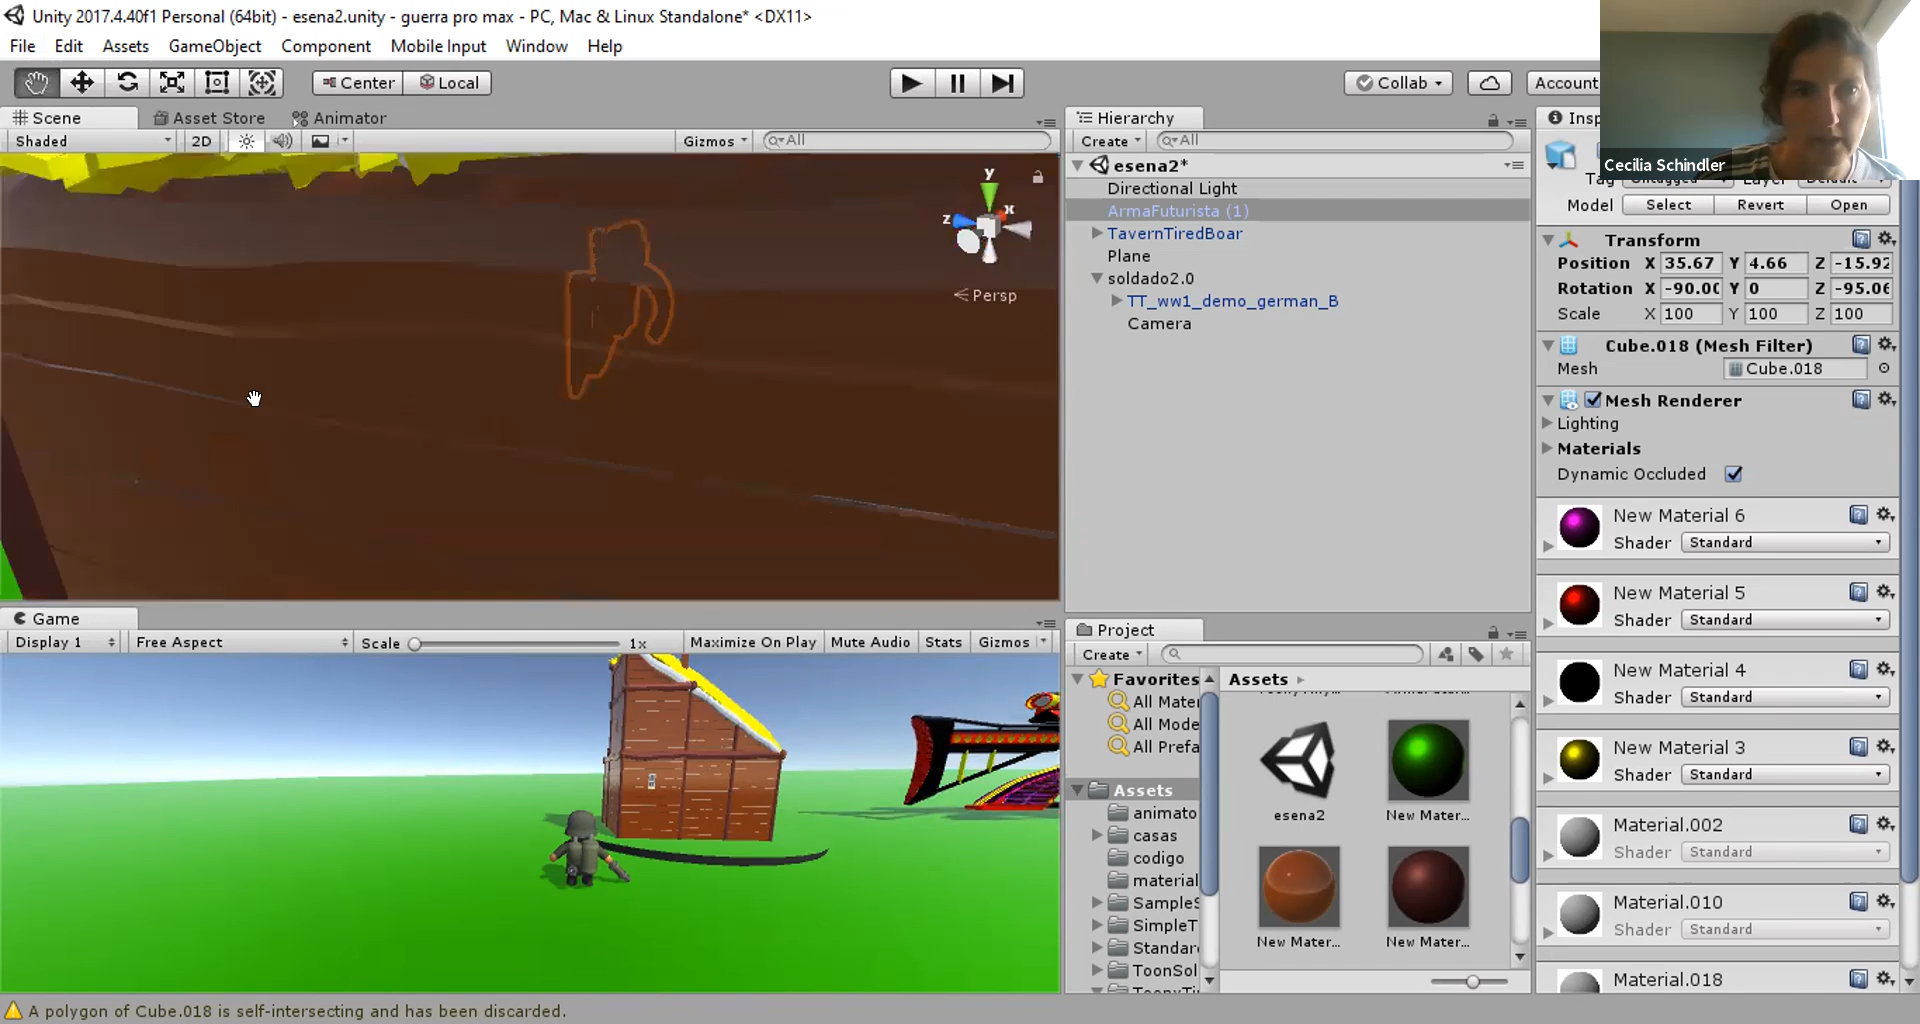 Unity 2017.4.40f1 Personal (64bit) - esena2.unity - guerra pro max - PC, Mac & Linux Standalone* <DX11>
File Edit Assets GameObject Component Mobile Input Window Help
Center Local Collab Account
Cecilia Schindler
Scene Asset Store Animator
Shaded 2D Gizmos All
y
x
z
Persp
Hierarchy
Create All
esena2*
Directional Light
ArmaFuturista (1)
TavernTiredBoar
Plane
soldado2.0
TT_ww1_demo_german_B
Camera
Insp
Tag Untagged Layer Default
Model Select Revert Open
Transform
Position X 35.67 Y 4.66 Z -15.92
Rotation X -90.00 Y 0 Z -95.06
Scale X 100 Y 100 Z 100
Cube.018 (Mesh Filter)
Mesh Cube.018
Mesh Renderer
Lighting
Materials
Dynamic Occluded
New Material 6
Shader Standard
New Material 5
Shader Standard
New Material 4
Shader Standard
New Material 3
Shader Standard
Material.002
Shader Standard
Material.010
Shader Standard
Material.018
Game
Display 1 Free Aspect Scale 1x Maximize On Play Mute Audio Stats Gizmos
Project
Create
Favorites
All Mater
All Mode
All Prefa
Assets
animato
casas
codigo
material
SampleS
SimpleT
Standar
ToonSol
Assets
esena2
New Mater...
New Mater...
New Mater...
A polygon of Cube.018 is self-intersecting and has been discarded.